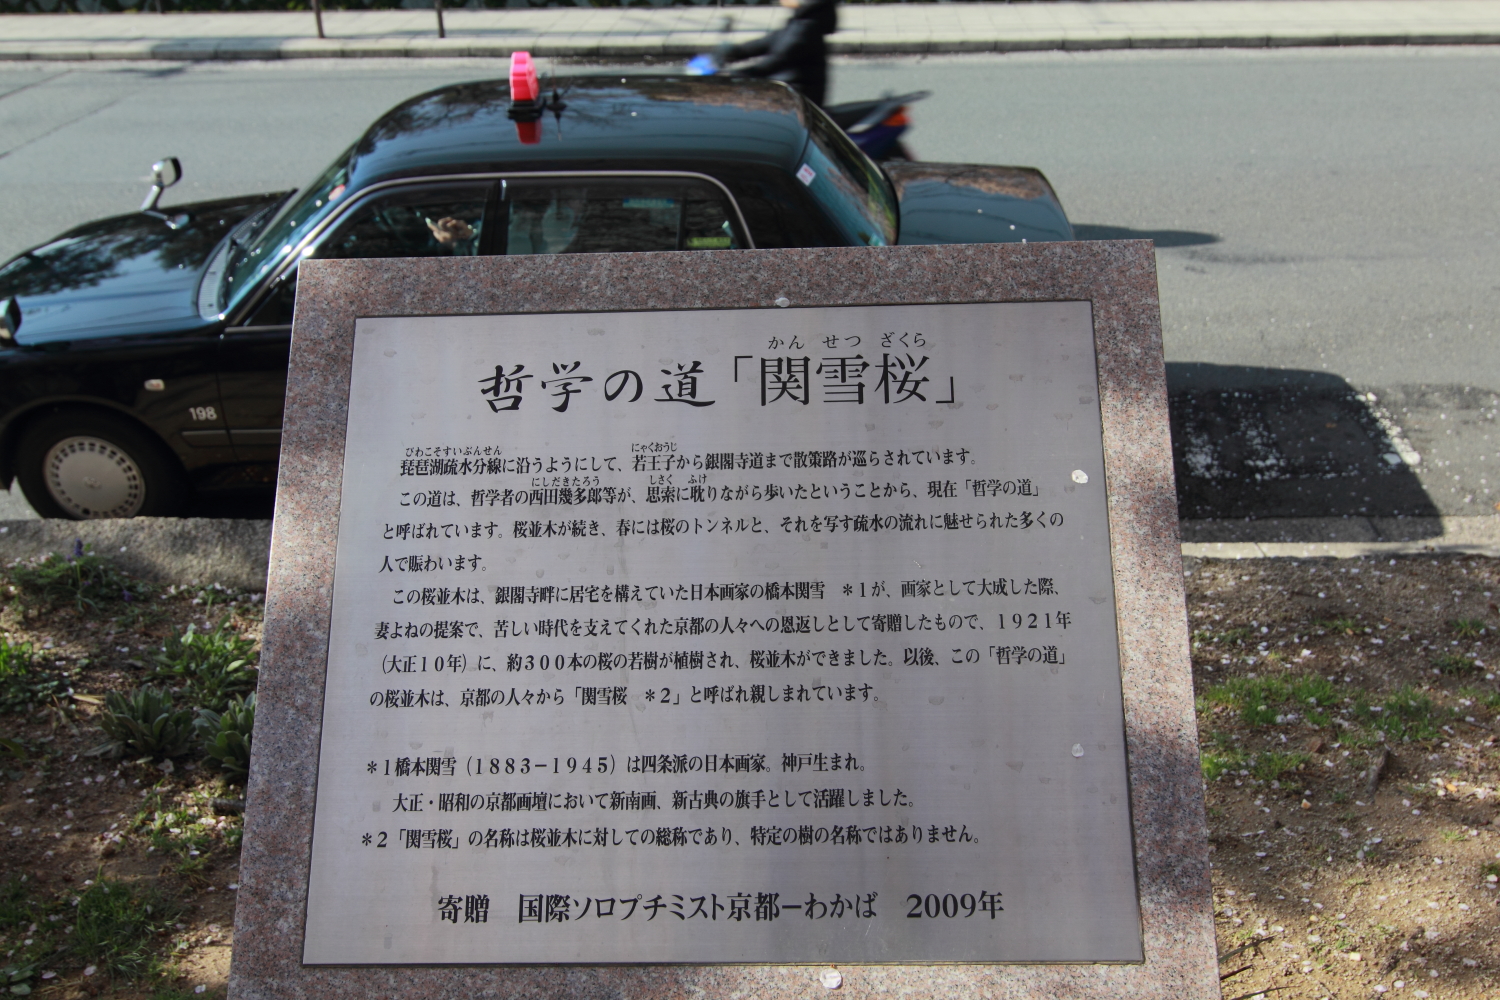 198
かん せつ ざくら
哲学の道「関雪桜」
びわこそすいぶんせん にゃくおうじ
琵琶湖疏水分線に沿うようにして、若王子から銀閣寺道まで散策路が巡らされています。
にしだきたろう しさく ふけ
この道は、哲学者の西田幾多郎等が、思索に耽りながら歩いたということから、現在「哲学の道」
と呼ばれています。桜並木が続き、春には桜のトンネルと、それを写す疏水の流れに魅せられた多くの
人で賑わいます。
この桜並木は、銀閣寺畔に居宅を構えていた日本画家の橋本関雪 ＊1が、画家として大成した際、
妻よねの提案で、苦しい時代を支えてくれた京都の人々への恩返しとして寄贈したもので、1921年
（大正10年）に、約300本の桜の若樹が植樹され、桜並木ができました。以後、この「哲学の道」
の桜並木は、京都の人々から「関雪桜 ＊2」と呼ばれ親しまれています。
＊1橋本関雪（1883−1945）は四条派の日本画家。神戸生まれ。
大正・昭和の京都画壇において新南画、新古典の旗手として活躍しました。
＊2「関雪桜」の名称は桜並木に対しての総称であり、特定の樹の名称ではありません。
寄贈 国際ソロプチミスト京都−わかば 2009年